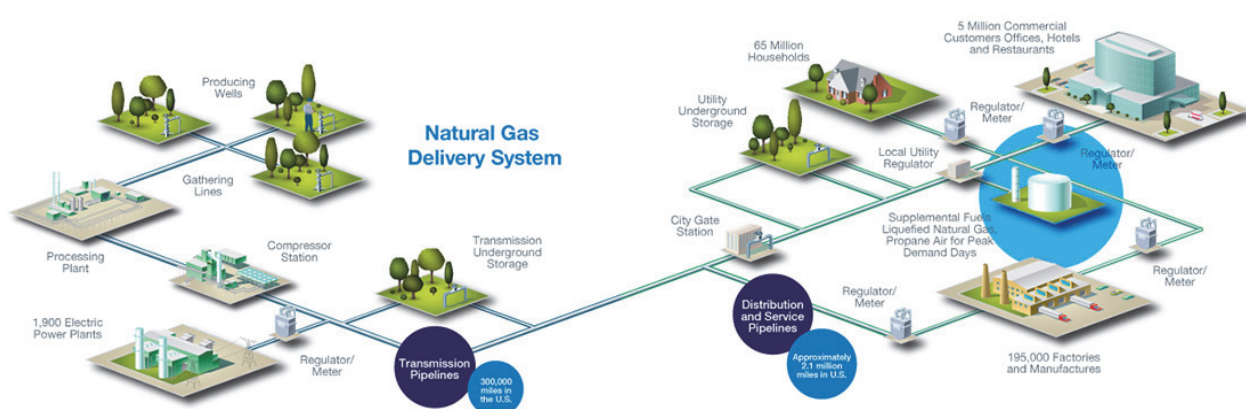 Natural Gas
Delivery System
Producing
Wells
Gathering
Lines
Processing
Plant
Compressor
Station
Transmission
Underground
Storage
1,900 Electric
Power Plants
Regulator/
Meter
Transmission
Pipelines
300,000
miles in
the U.S.
City Gate
Station
Distribution
and Service
Pipelines
Approximately
2.1 million
miles in U.S.
Utility
Underground
Storage
65 Million
Households
5 Million Commercial
Customers Offices, Hotels
and Restaurants
Regulator/
Meter
Regulator/
Meter
Local Utility
Regulator
Supplemental Fuels
Liquefied Natural Gas,
Propane Air for Peak
Demand Days
Regulator/
Meter
Regulator/
Meter
195,000 Factories
and Manufactures